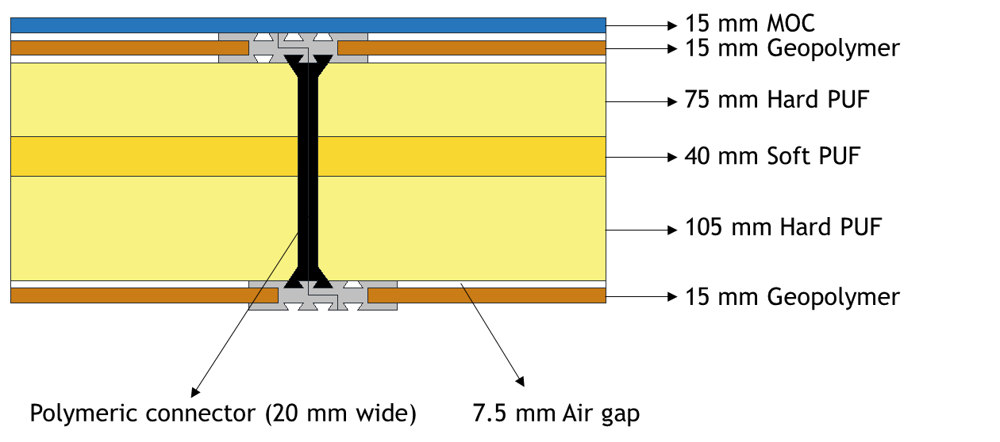 15 mm MOC
15 mm Geopolymer
75 mm Hard PUF
40 mm Soft PUF
105 mm Hard PUF
15 mm Geopolymer
Polymeric connector (20 mm wide)
7.5 mm Air gap